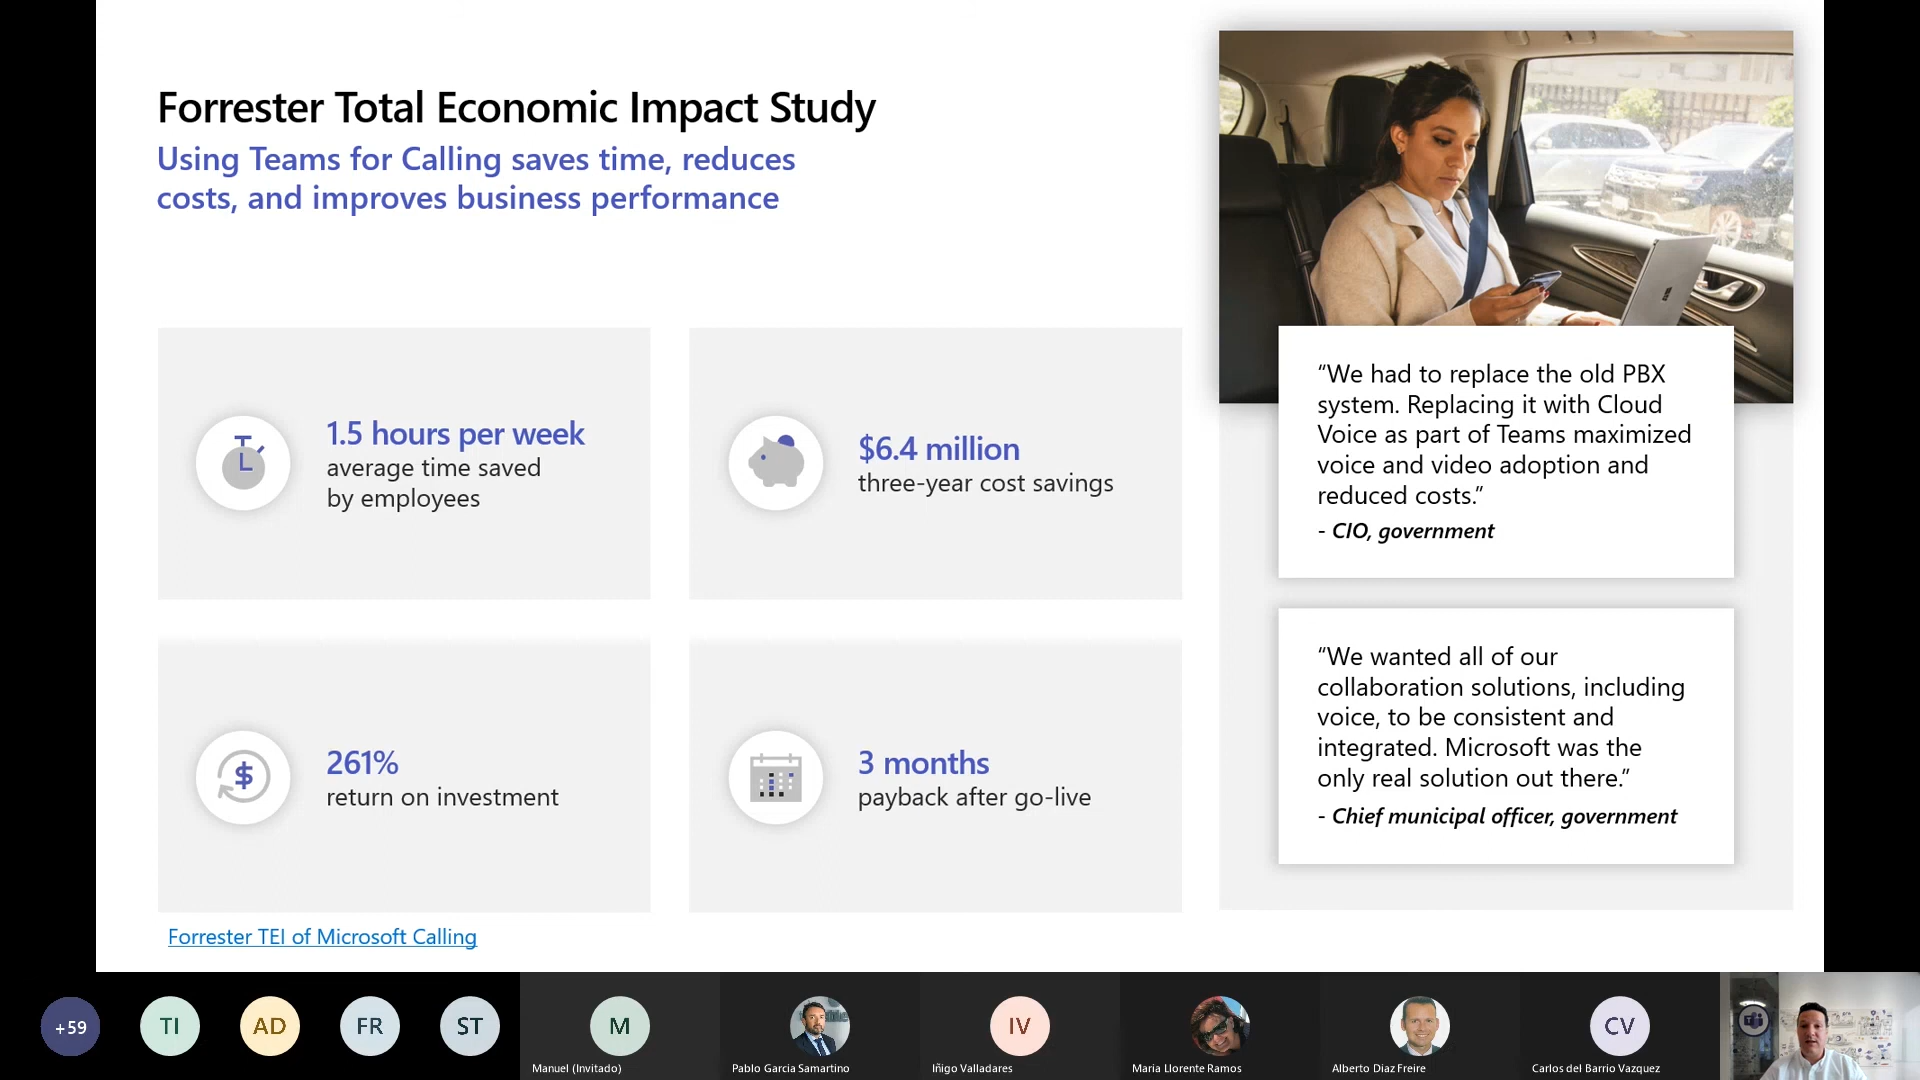 Forrester Total Economic Impact Study
Using Teams for Calling saves time, reduces
costs, and improves business performance
1.5 hours per week
average time saved
by employees
$6.4 million
three-year cost savings
261%
return on investment
3 months
payback after go-live
Forrester TEI of Microsoft Calling
“We had to replace the old PBX
system. Replacing it with Cloud
Voice as part of Teams maximized
voice and video adoption and
reduced costs.”
- CIO, government
“We wanted all of our
collaboration solutions, including
voice, to be consistent and
integrated. Microsoft was the
only real solution out there.”
- Chief municipal officer, government
+59
TI
AD
FR
ST
M
Manuel (Invitado)
Pablo Garcia Samartino
IV
Iñigo Valladares
Maria Llorente Ramos
Alberto Diaz Freire
CV
Carlos del Barrio Vazquez